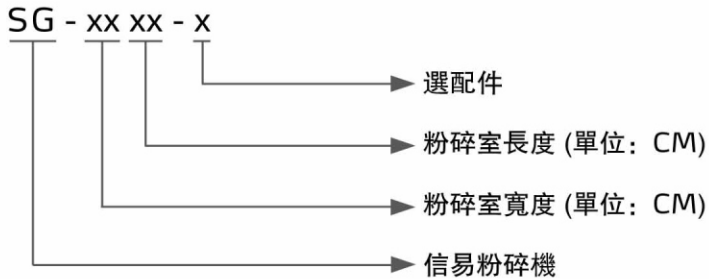 SG - xx xx - x
選配件
粉碎室長度 (單位：CM)
粉碎室寬度 (單位：CM)
信易粉碎機